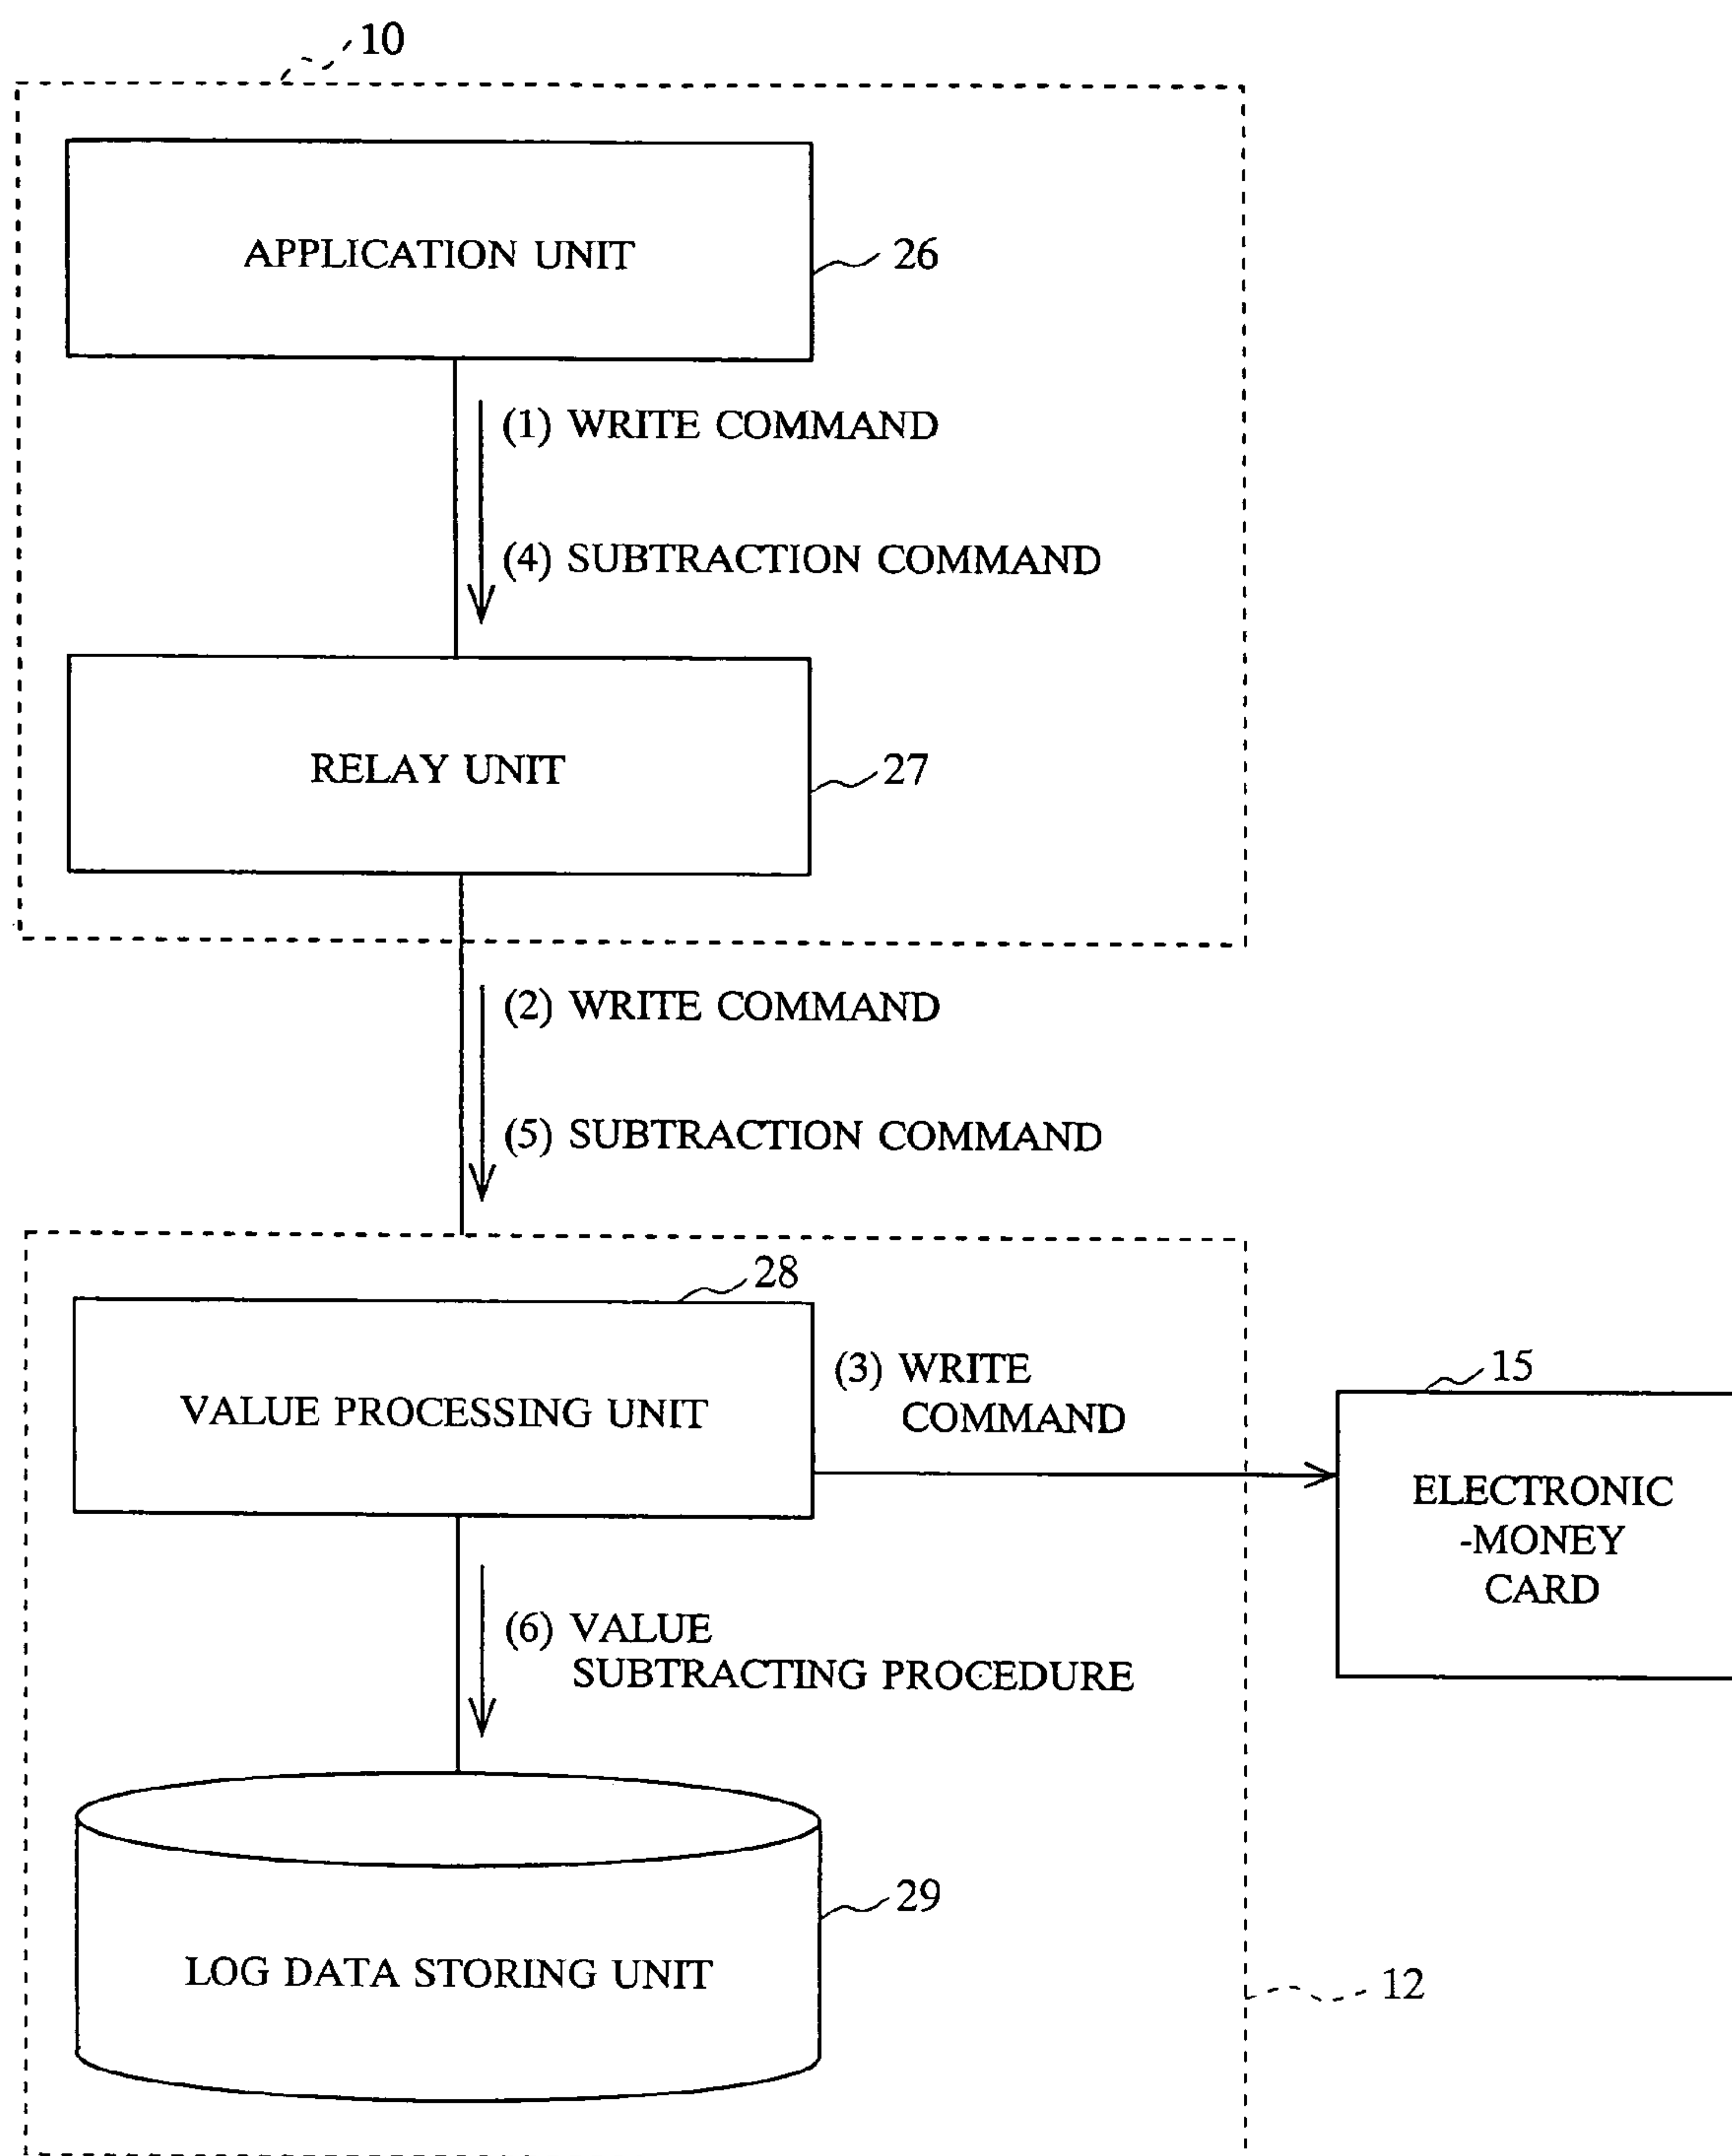 10
APPLICATION UNIT
26
(1) WRITE COMMAND
(4) SUBTRACTION COMMAND
RELAY UNIT
27
(2) WRITE COMMAND
(5) SUBTRACTION COMMAND
28
VALUE PROCESSING UNIT
(3) WRITE
COMMAND
15
ELECTRONIC
-MONEY
CARD
(6) VALUE
SUBTRACTING PROCEDURE
29
LOG DATA STORING UNIT
12